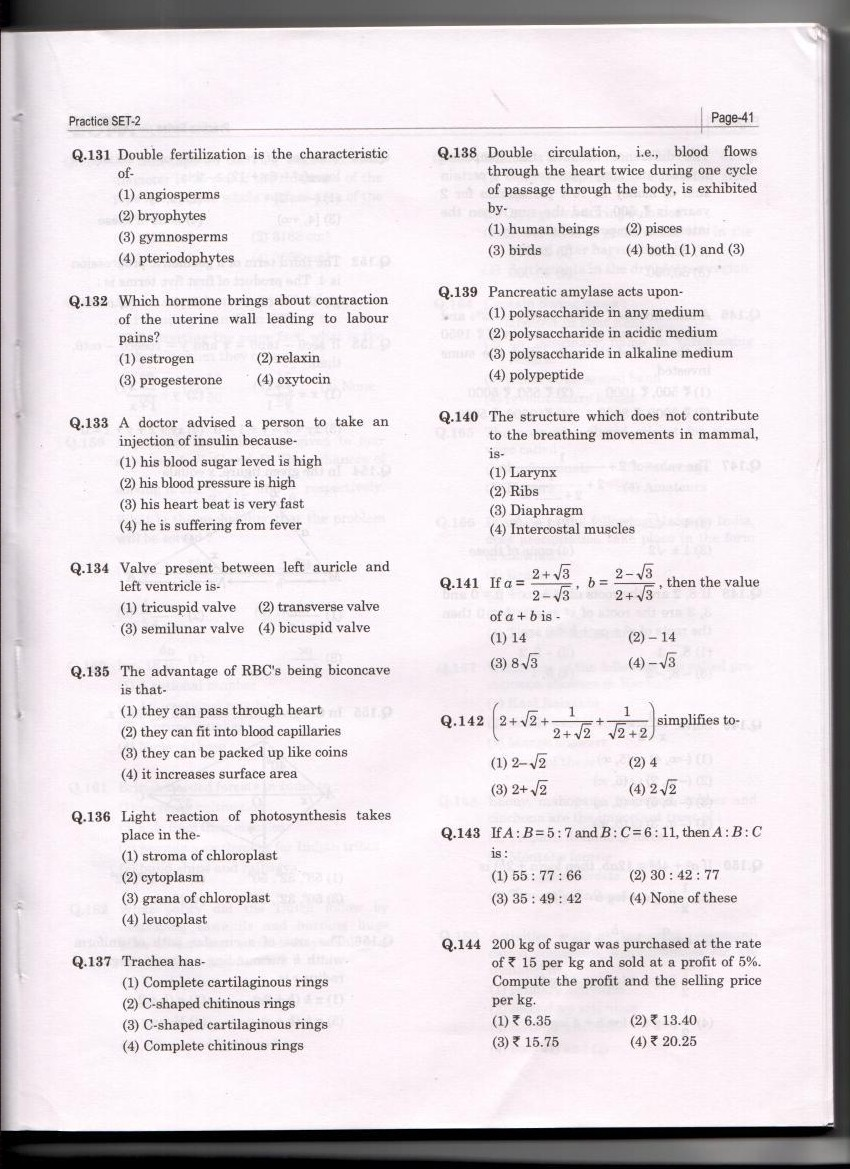 Practice SET-2
Page-41
Q.131 Double fertilization is the characteristic
of-
(1) angiosperms
(2) bryophytes
(3) gymnosperms
(4) pteriodophytes
Q.132 Which hormone brings about contraction
of the uterine wall leading to labour
pains?
(1) estrogen (2) relaxin
(3) progesterone (4) oxytocin
Q.133 A doctor advised a person to take an
injection of insulin because-
(1) his blood sugar leved is high
(2) his blood pressure is high
(3) his heart beat is very fast
(4) he is suffering from fever
Q.134 Valve present between left auricle and
left ventricle is-
(1) tricuspid valve (2) transverse valve
(3) semilunar valve (4) bicuspid valve
Q.135 The advantage of RBC's being biconcave
is that-
(1) they can pass through heart
(2) they can fit into blood capillaries
(3) they can be packed up like coins
(4) it increases surface area
Q.136 Light reaction of photosynthesis takes
place in the-
(1) stroma of chloroplast
(2) cytoplasm
(3) grana of chloroplast
(4) leucoplast
Q.137 Trachea has-
(1) Complete cartilaginous rings
(2) C-shaped chitinous rings
(3) C-shaped cartilaginous rings
(4) Complete chitinous rings
Q.138 Double circulation, i.e., blood flows
through the heart twice during one cycle
of passage through the body, is exhibited
by-
(1) human beings (2) pisces
(3) birds (4) both (1) and (3)
Q.139 Pancreatic amylase acts upon-
(1) polysaccharide in any medium
(2) polysaccharide in acidic medium
(3) polysaccharide in alkaline medium
(4) polypeptide
Q.140 The structure which does not contribute
to the breathing movements in mammal,
is-
(1) Larynx
(2) Ribs
(3) Diaphragm
(4) Intercostal muscles
Q.141 If a = (2+√3)/(2−√3), b = (2−√3)/(2+√3), then the value
of a + b is -
(1) 14 (2) – 14
(3) 8√3 (4) –√3
Q.142 (2+√2+1/(2+√2)+1/(√2+2)) simplifies to-
(1) 2–√2 (2) 4
(3) 2+√2 (4) 2√2
Q.143 If A : B = 5 : 7 and B : C = 6 : 11, then A : B : C
is :
(1) 55 : 77 : 66 (2) 30 : 42 : 77
(3) 35 : 49 : 42 (4) None of these
Q.144 200 kg of sugar was purchased at the rate
of ₹ 15 per kg and sold at a profit of 5%.
Compute the profit and the selling price
per kg.
(1) ₹ 6.35 (2) ₹ 13.40
(3) ₹ 15.75 (4) ₹ 20.25